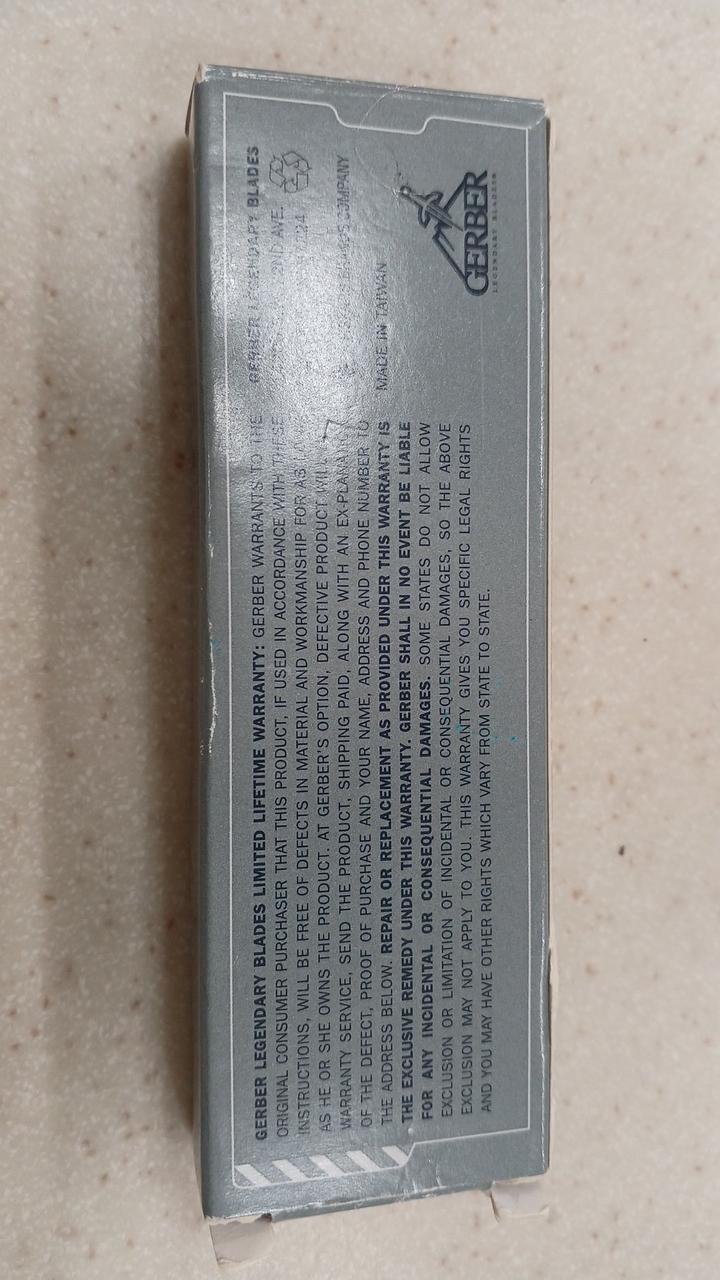 GERBER LEGENDARY BLADES LIMITED LIFETIME WARRANTY: GERBER WARRANTS TO THE
ORIGINAL CONSUMER PURCHASER THAT THIS PRODUCT, IF USED IN ACCORDANCE WITH THESE
INSTRUCTIONS, WILL BE FREE OF DEFECTS IN MATERIAL AND WORKMANSHIP FOR AS
AS HE OR SHE OWNS THE PRODUCT. AT GERBER'S OPTION, DEFECTIVE PRODUCT WILL
WARRANTY SERVICE, SEND THE PRODUCT, SHIPPING PAID, ALONG WITH AN EX-PLANATION
OF THE DEFECT, PROOF OF PURCHASE AND YOUR NAME, ADDRESS AND PHONE NUMBER TO
THE ADDRESS BELOW. REPAIR OR REPLACEMENT AS PROVIDED UNDER THIS WARRANTY IS
THE EXCLUSIVE REMEDY UNDER THIS WARRANTY. GERBER SHALL IN NO EVENT BE LIABLE
FOR ANY INCIDENTAL OR CONSEQUENTIAL DAMAGES. SOME STATES DO NOT ALLOW
EXCLUSION OR LIMITATION OF INCIDENTAL OR CONSEQUENTIAL DAMAGES, SO THE ABOVE
EXCLUSION MAY NOT APPLY TO YOU. THIS WARRANTY GIVES YOU SPECIFIC LEGAL RIGHTS
AND YOU MAY HAVE OTHER RIGHTS WHICH VARY FROM STATE TO STATE.
GERBER LEGENDARY BLADES
2ND AVE.
COMPANY
MADE IN TAIWAN
GERBER
LEGENDARY BLADES